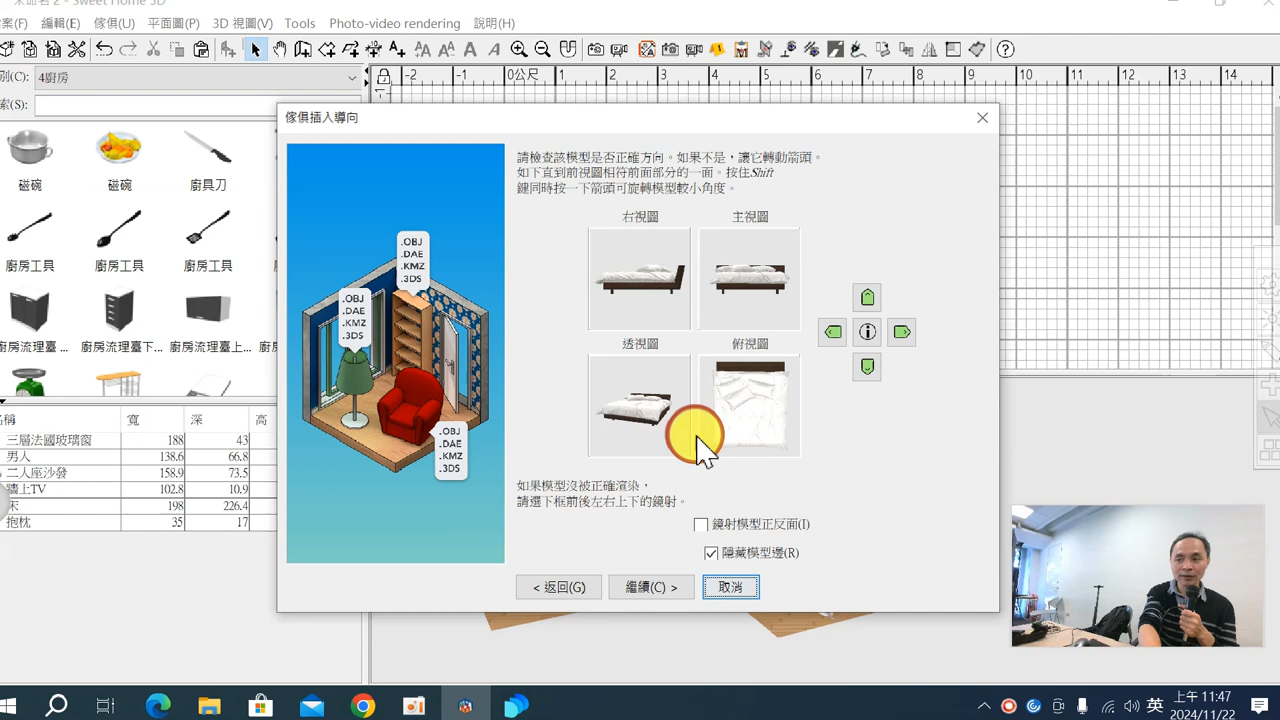 未命名 2 - Sweet Home 3D
案(F) 編輯(E) 傢俱(U) 平面圖(P) 3D 視圖(V) Tools Photo-video rendering 說明(H)
別(C): 4廚房
索(S):
-2 -1 0公尺 1 2 3 4 5 6 7 8 9 10 11 12 13 14
磁碗 磁碗 廚具刀
廚房工具 廚房工具 廚房工具
廚房流理臺 ... 廚房流理臺下... 廚房流理臺上...
名稱 寬 深 高
三層法國玻璃窗 188 43
男人 138.6 66.8
二人座沙發 158.9 73.5
牆上TV 102.8 10.9
床 198 226.4
抱枕 35 17
傢俱插入導向
.OBJ
.DAE
.KMZ
.3DS
.OBJ
.DAE
.KMZ
.3DS
.OBJ
.DAE
.KMZ
.3DS
請檢查該模型是否正確方向。如果不是，讓它轉動箭頭。
如下直到前視圖相符前面部分的一面。按住Shift
鍵同時按一下箭頭可旋轉模型較小角度。
右視圖 主視圖
透視圖 俯視圖
如果模型沒被正確渲染，
請選下框前後左右上下的鏡射。
鏡射模型正反面(I)
隱藏模型邊(R)
< 返回(G) 繼續(C) > 取消
英
上午 11:47
2024/11/22